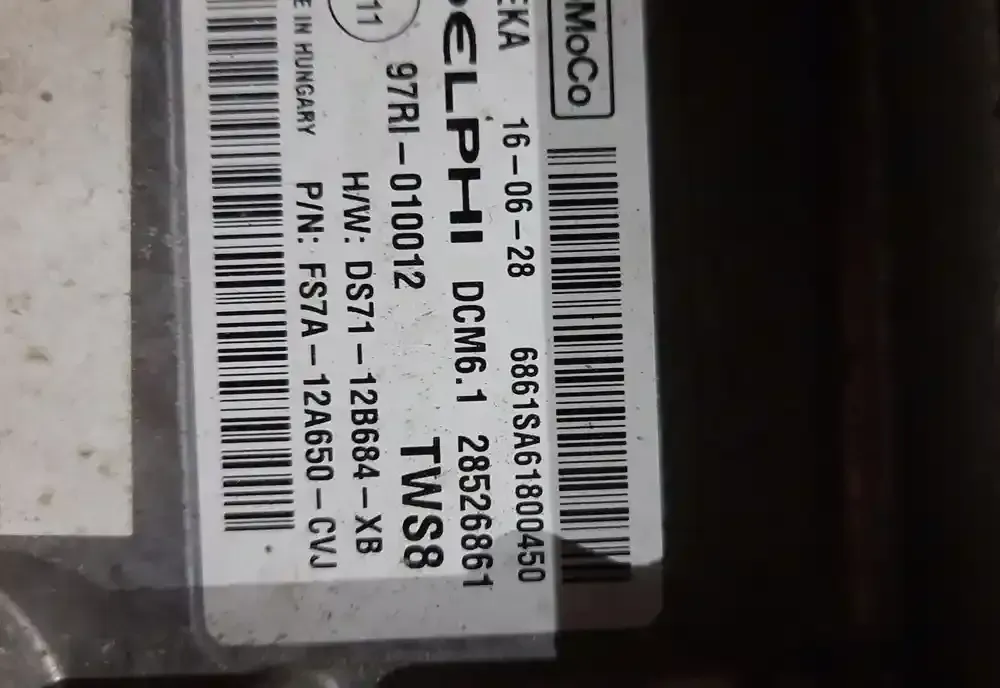 MoCo
EKA 16-06-28 6861SA61800450
DELPHI DCM6.1 28526861
11 97RI-010012 TWS8
H/W: DS71-12B684-XB
E IN HUNGARY P/N: FS7A-12A650-CVJ